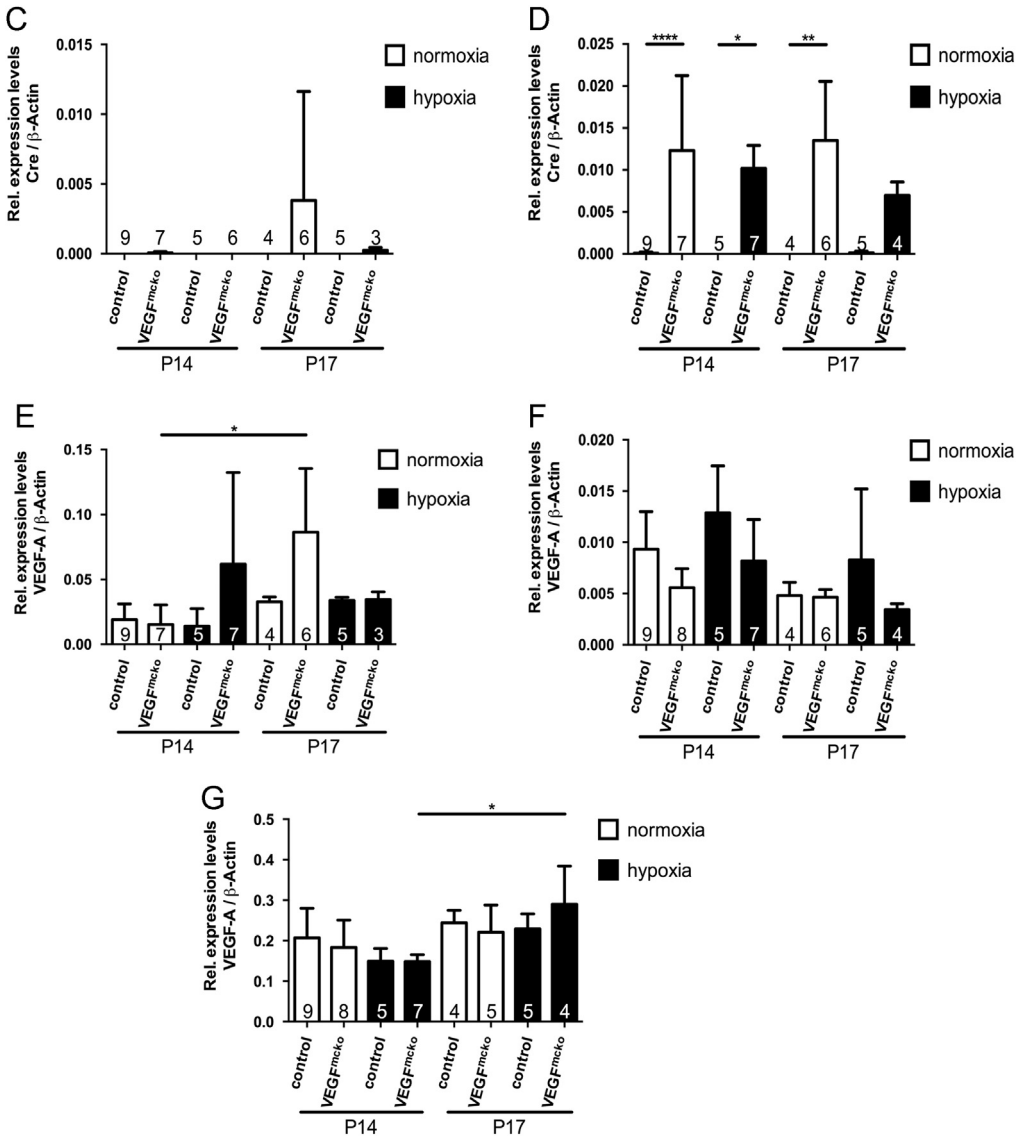 C
Rel. expression levels
Cre / β-Actin
0.015
0.010
0.005
0.000
normoxia
hypoxia
9 7 5 6 4 6 5 3
control VEGFmcko control VEGFmcko control VEGFmcko control VEGFmcko
P14 P17
D
Rel. expression levels
Cre / β-Actin
0.025
0.020
0.015
0.010
0.005
0.000
**** * **
normoxia
hypoxia
9 7 5 7 4 6 5 4
control VEGFmcko control VEGFmcko control VEGFmcko control VEGFmcko
P14 P17
E
Rel. expression levels
VEGF-A / β-Actin
0.15
0.10
0.05
0.00
*
normoxia
hypoxia
9 7 5 7 4 6 5 3
control VEGFmcko control VEGFmcko control VEGFmcko control VEGFmcko
P14 P17
F
Rel. expression levels
VEGF-A / β-Actin
0.020
0.015
0.010
0.005
0.000
normoxia
hypoxia
9 8 5 7 4 6 5 4
control VEGFmcko control VEGFmcko control VEGFmcko control VEGFmcko
P14 P17
G
Rel. expression levels
VEGF-A / β-Actin
0.5
0.4
0.3
0.2
0.1
0.0
*
normoxia
hypoxia
9 8 5 7 4 5 5 4
control VEGFmcko control VEGFmcko control VEGFmcko control VEGFmcko
P14 P17